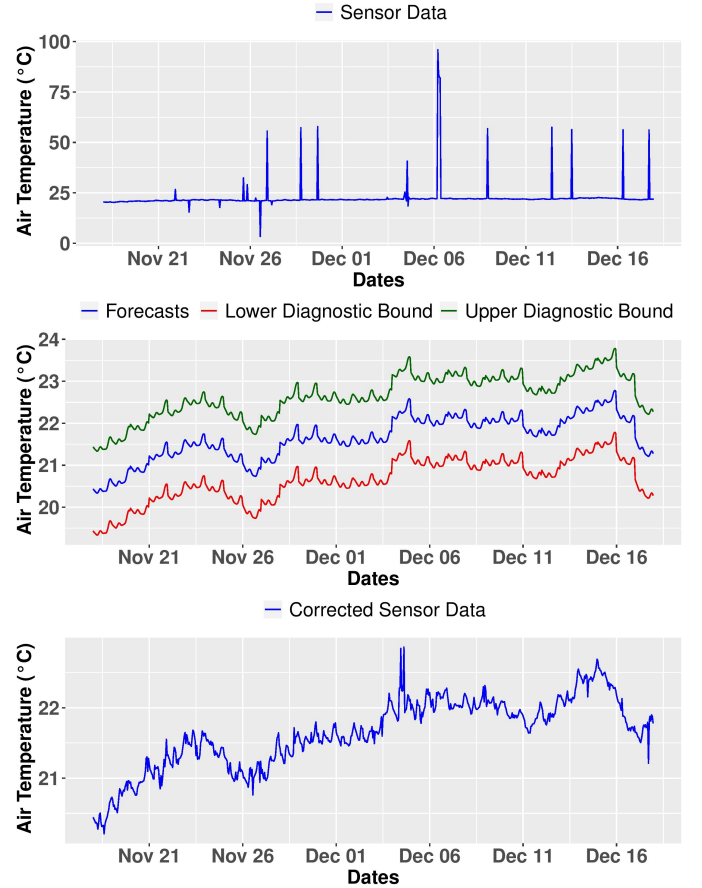 Sensor Data
100
75
50
25
0
Air Temperature (°C)
Nov 21 Nov 26 Dec 01 Dec 06 Dec 11 Dec 16
Dates
Forecasts Lower Diagnostic Bound Upper Diagnostic Bound
24
23
22
21
20
Air Temperature (°C)
Nov 21 Nov 26 Dec 01 Dec 06 Dec 11 Dec 16
Dates
Corrected Sensor Data
22
21
Air Temperature (°C)
Nov 21 Nov 26 Dec 01 Dec 06 Dec 11 Dec 16
Dates